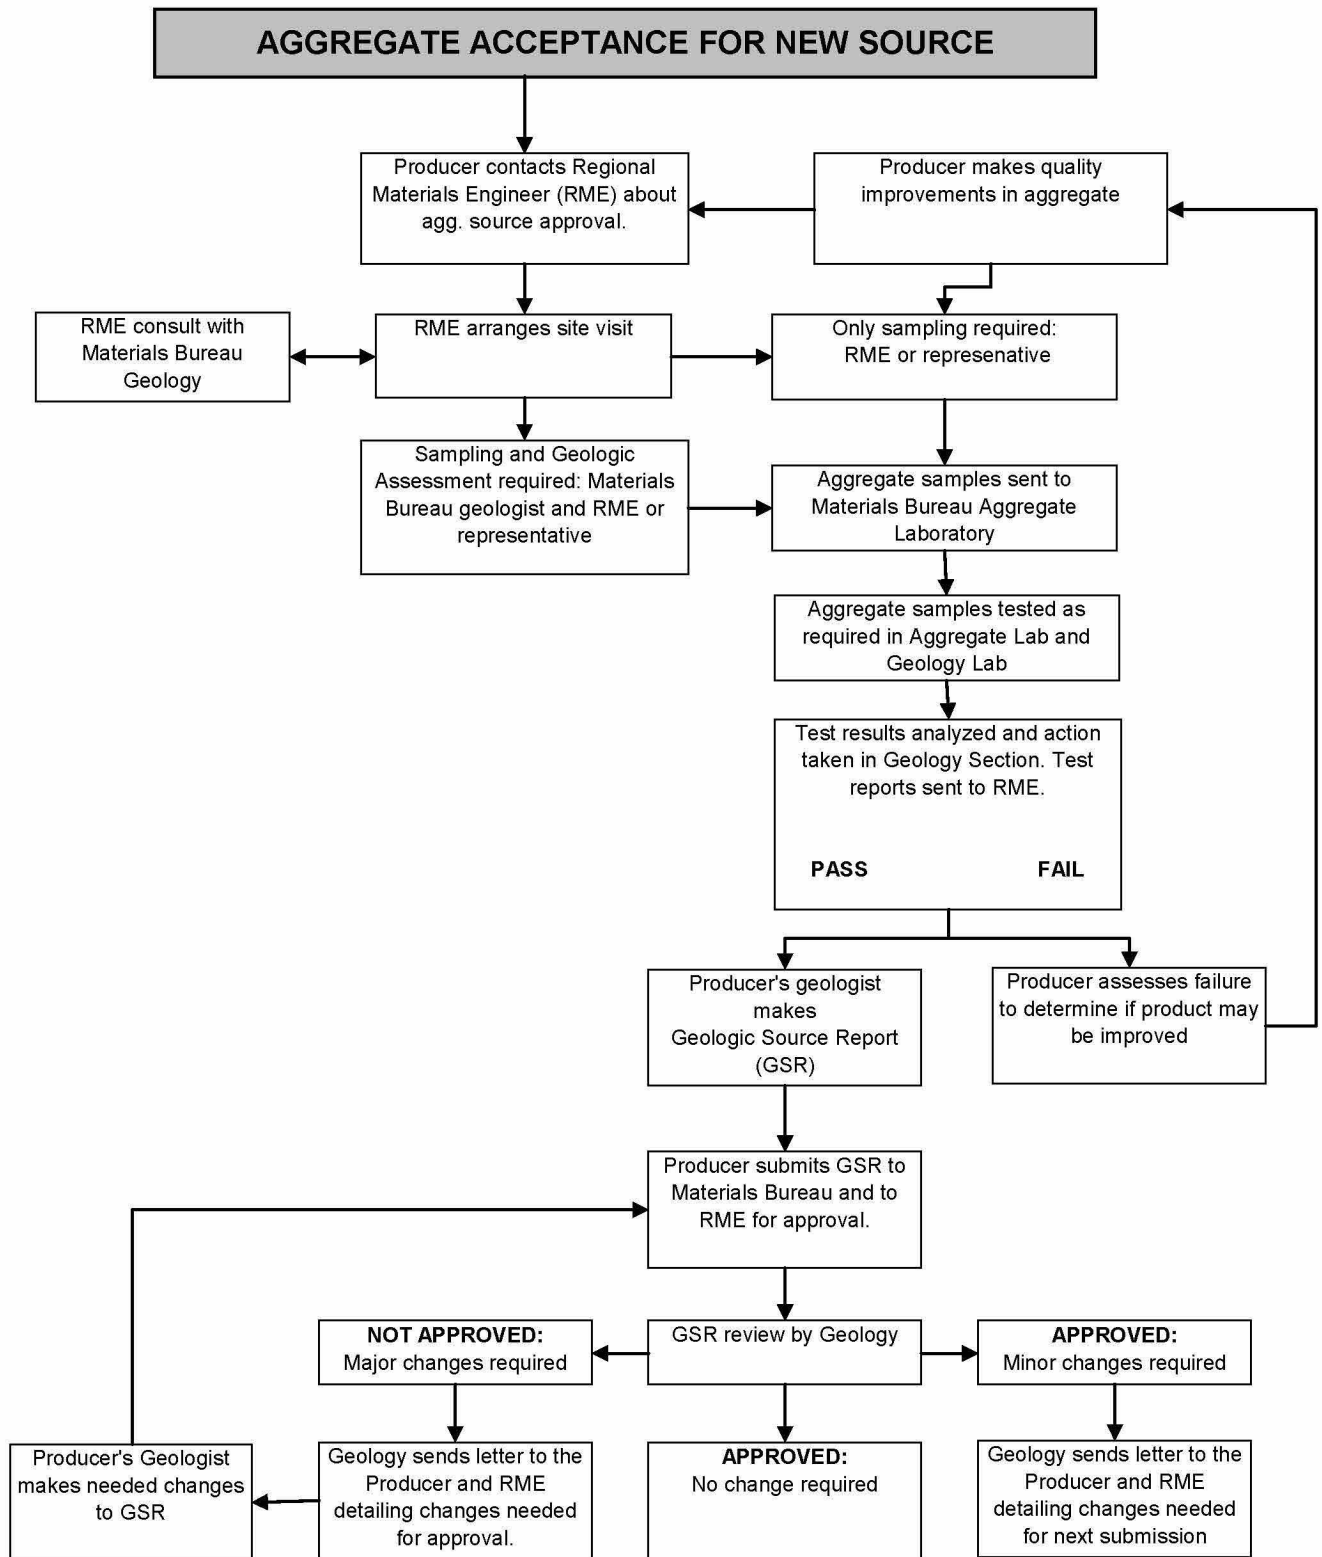 AGGREGATE ACCEPTANCE FOR NEW SOURCE
Producer contacts Regional
Materials Engineer (RME) about
agg. source approval.
Producer makes quality
improvements in aggregate
RME consult with
Materials Bureau
Geology
RME arranges site visit
Only sampling required:
RME or represenative
Sampling and Geologic
Assessment required: Materials
Bureau geologist and RME or
representative
Aggregate samples sent to
Materials Bureau Aggregate
Laboratory
Aggregate samples tested as
required in Aggregate Lab and
Geology Lab
Test results analyzed and action
taken in Geology Section. Test
reports sent to RME.
PASS FAIL
Producer's geologist
makes
Geologic Source Report
(GSR)
Producer assesses failure
to determine if product may
be improved
Producer submits GSR to
Materials Bureau and to
RME for approval.
NOT APPROVED:
Major changes required
GSR review by Geology
APPROVED:
Minor changes required
Producer's Geologist
makes needed changes
to GSR
Geology sends letter to the
Producer and RME
detailing changes needed
for approval.
APPROVED:
No change required
Geology sends letter to the
Producer and RME
detailing changes needed
for next submission